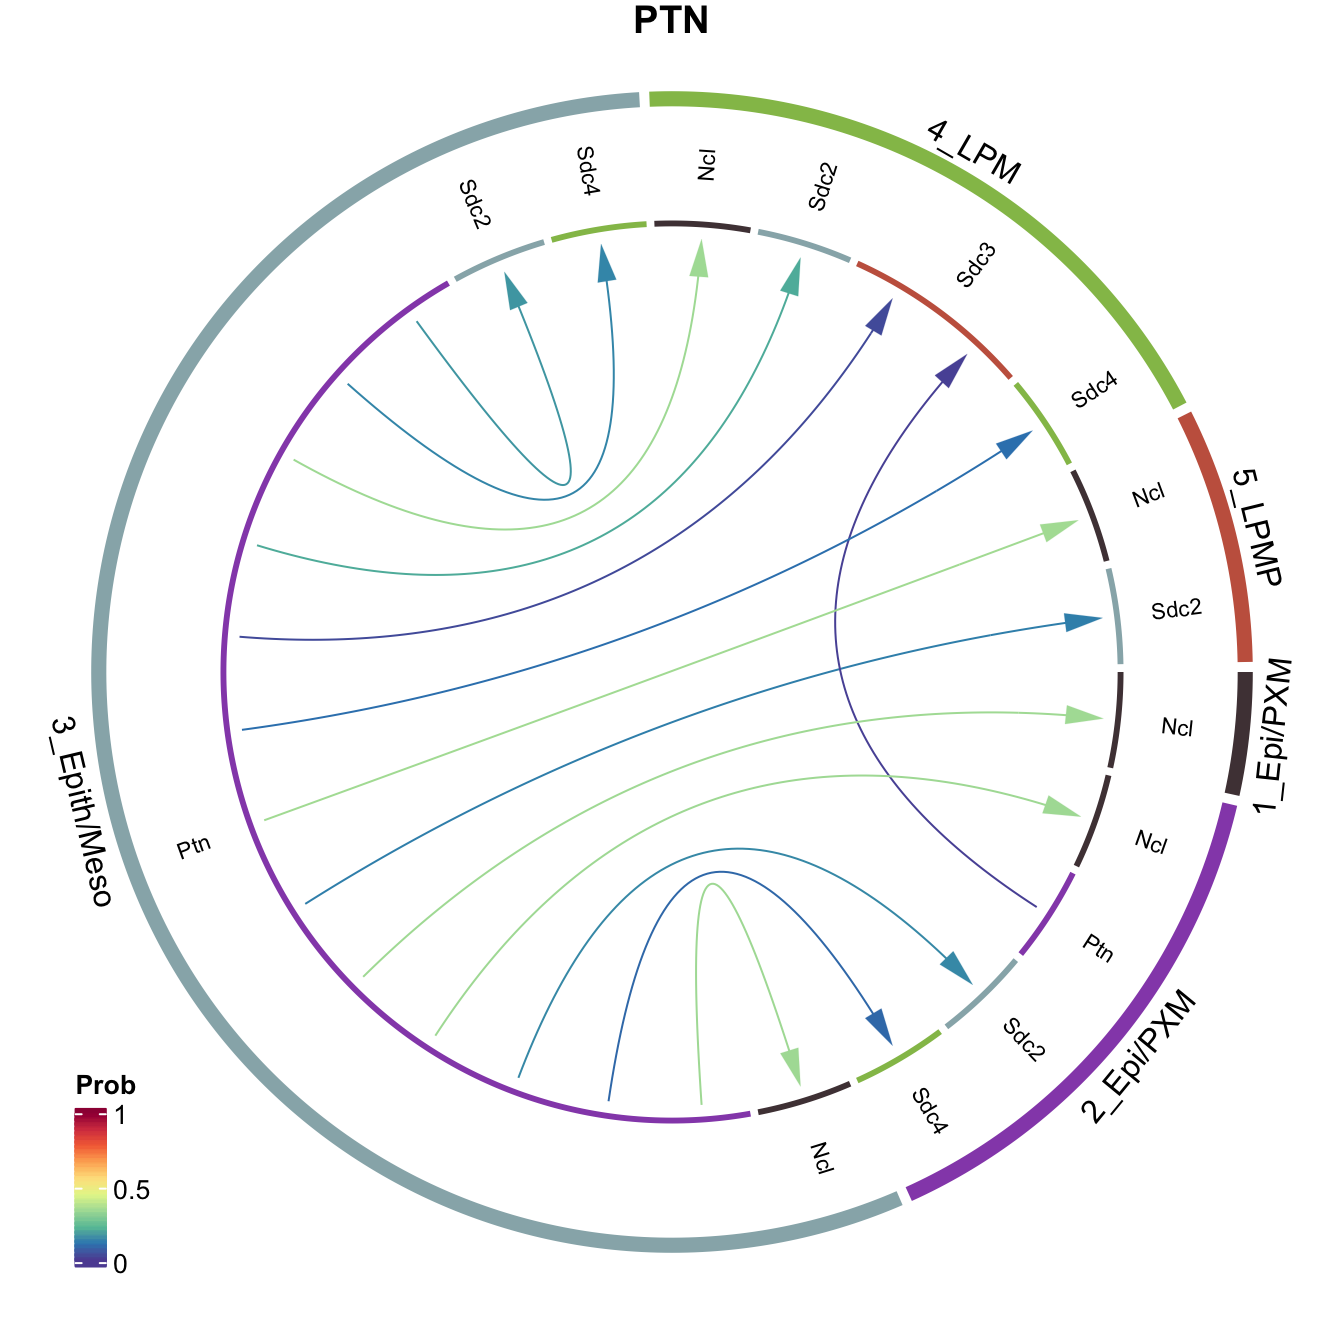 PTN
4_LPM
Sdc2
Sdc4
Ncl
Sdc2
Sdc3
Sdc4
5_LPMP
Ncl
Sdc2
1_Epi/PXM
Ncl
Ncl
Ptn
2_Epi/PXM
Sdc2
Sdc4
Ncl
3_Epith/Meso
Ptn
Prob
1
0.5
0